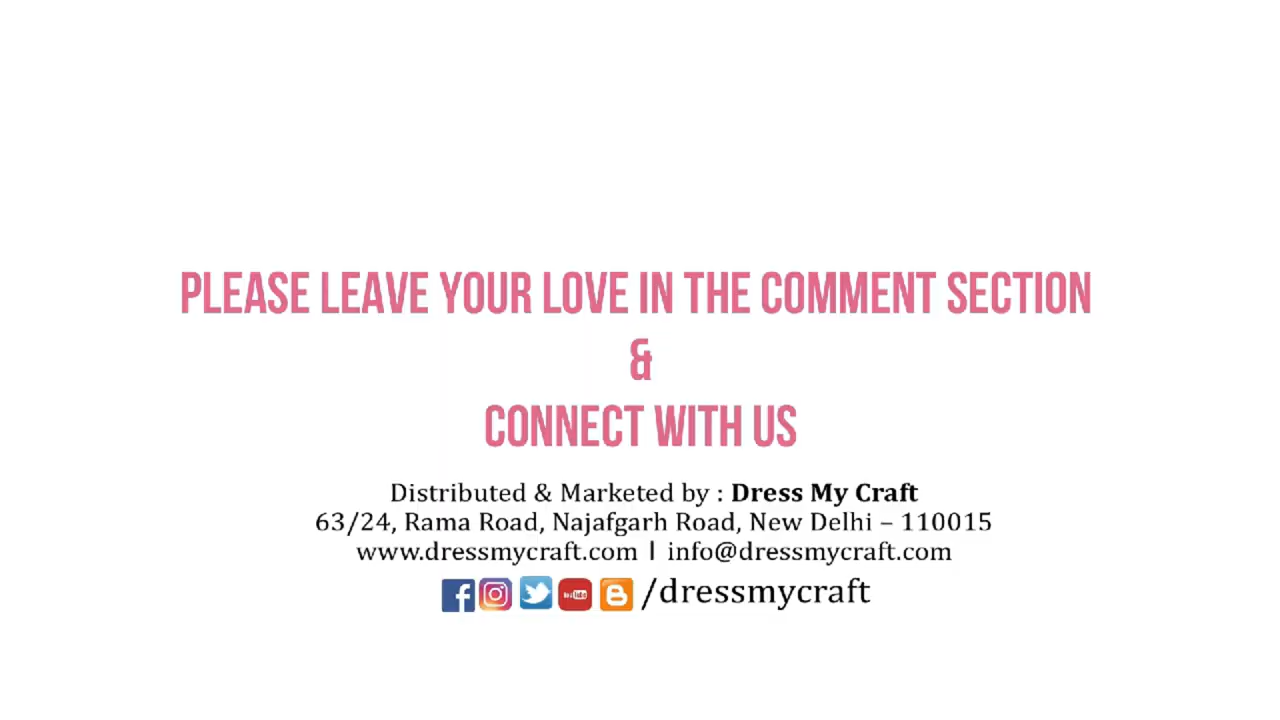 PLEASE LEAVE YOUR LOVE IN THE COMMENT SECTION
&
CONNECT WITH US
Distributed & Marketed by : Dress My Craft
63/24, Rama Road, Najafgarh Road, New Delhi – 110015
www.dressmycraft.com | info@dressmycraft.com
YouTube /dressmycraft